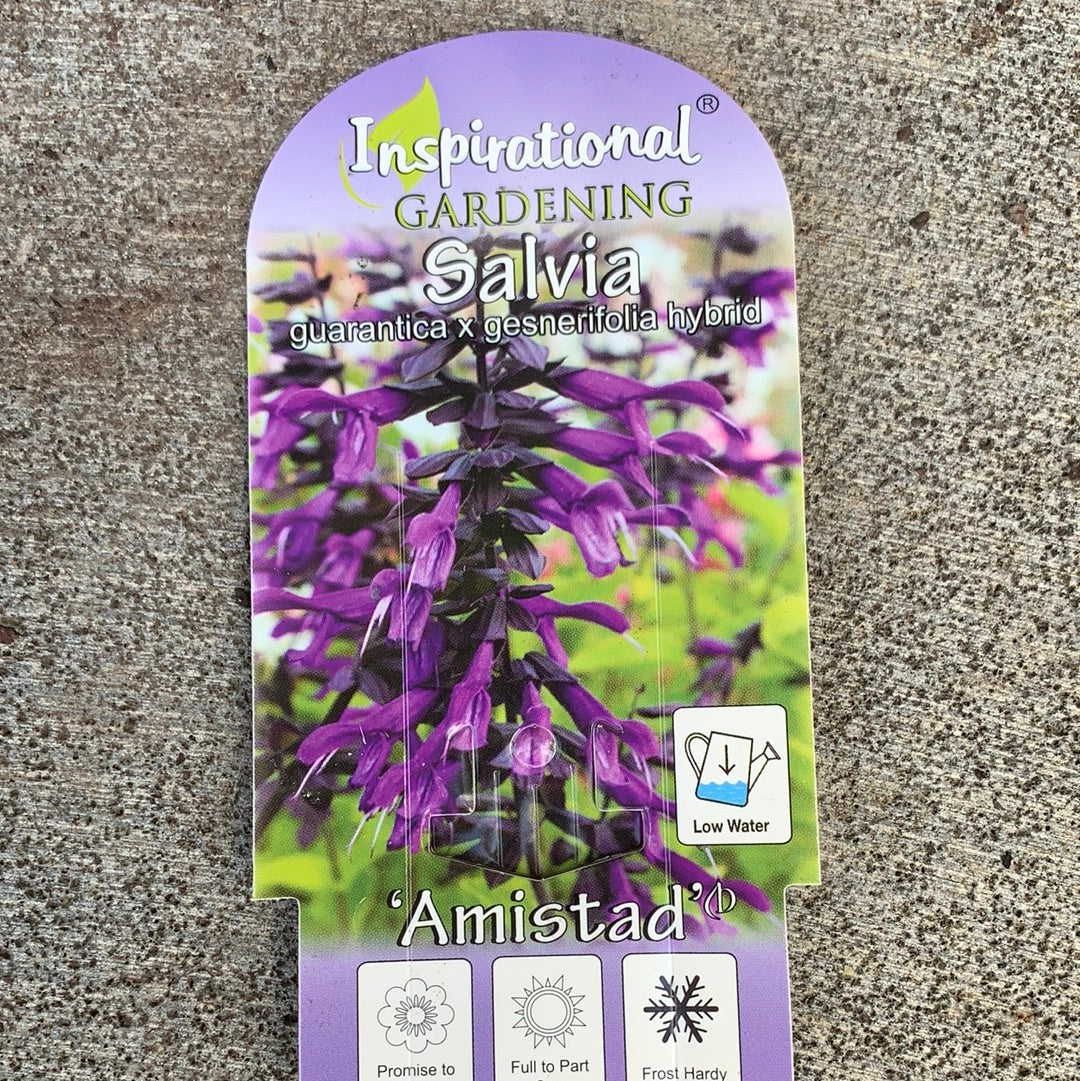 Inspirational®
GARDENING
Salvia
guarantica x gesnerifolia hybrid
Low Water
‘Amistad’
Promise to
Full to Part
Frost Hardy